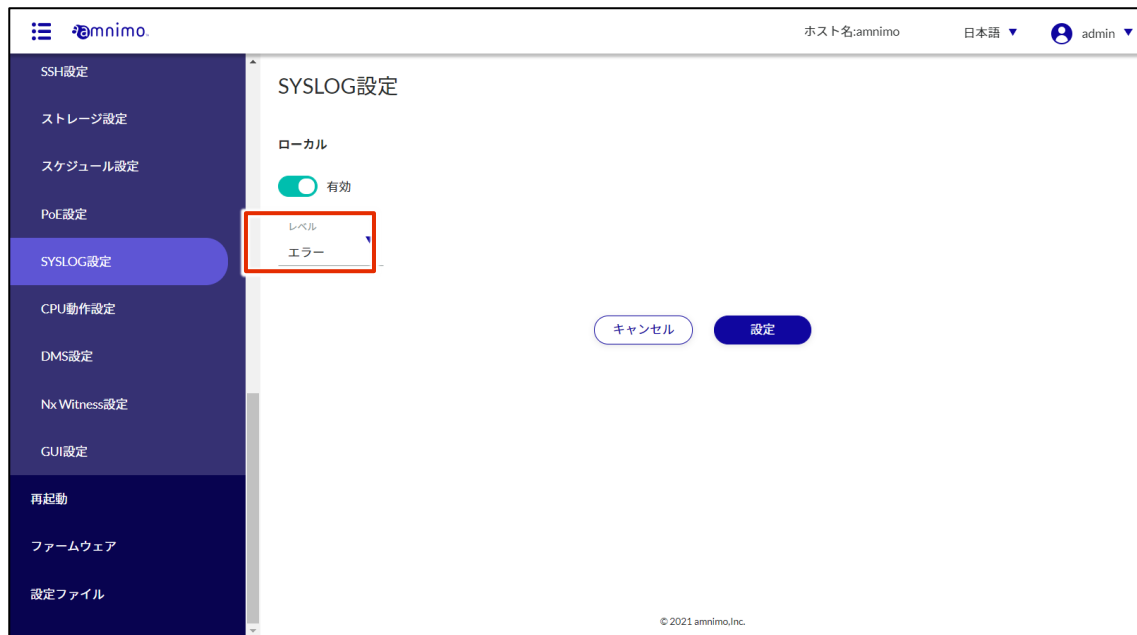 amnimo.
ホスト名:amnimo
日本語
admin
SSH設定
ストレージ設定
スケジュール設定
PoE設定
SYSLOG設定
CPU動作設定
DMS設定
Nx Witness設定
GUI設定
再起動
ファームウェア
設定ファイル
SYSLOG設定
ローカル
有効
レベル
エラー
キャンセル
設定
© 2021 amnimo,Inc.